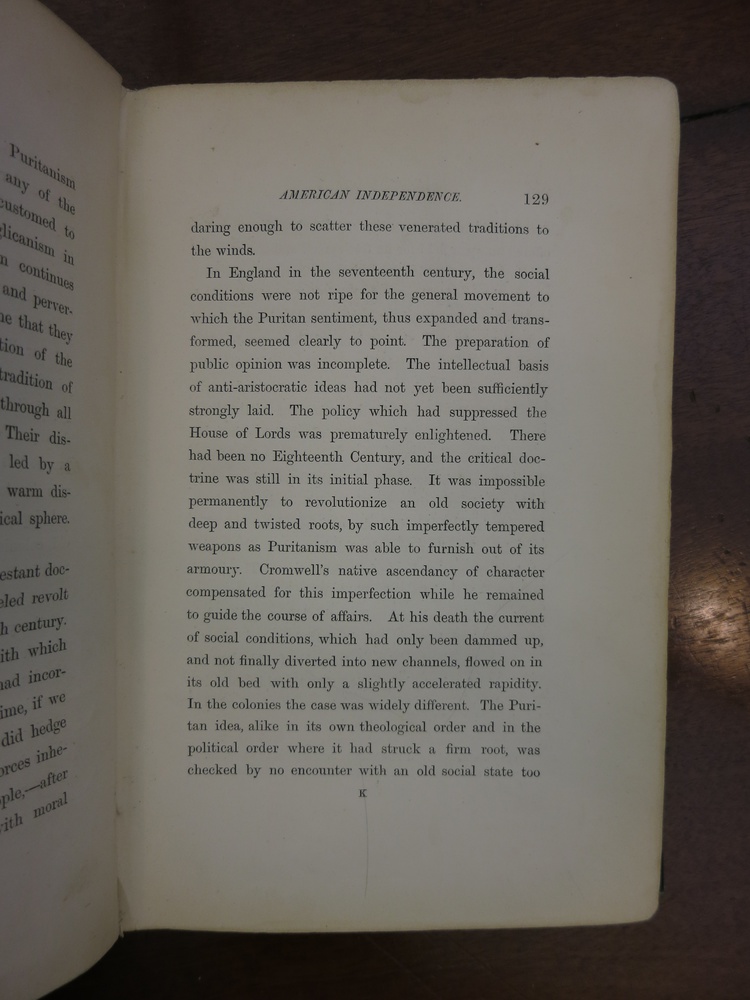 Puritanism
any of the
customed to
glicanism in
continues
and perver-
that they
tion of the
tradition of
through all
Their dis-
led by a
warm dis-
ical sphere.
estant doc-
eled revolt
h century.
ith which
had incor-
ime, if we
did hedge
orces inhe-
ople,—after
with moral
AMERICAN INDEPENDENCE. 129
daring enough to scatter these venerated traditions to
the winds.
In England in the seventeenth century, the social
conditions were not ripe for the general movement to
which the Puritan sentiment, thus expanded and trans-
formed, seemed clearly to point. The preparation of
public opinion was incomplete. The intellectual basis
of anti-aristocratic ideas had not yet been sufficiently
strongly laid. The policy which had suppressed the
House of Lords was prematurely enlightened. There
had been no Eighteenth Century, and the critical doc-
trine was still in its initial phase. It was impossible
permanently to revolutionize an old society with
deep and twisted roots, by such imperfectly tempered
weapons as Puritanism was able to furnish out of its
armoury. Cromwell's native ascendancy of character
compensated for this imperfection while he remained
to guide the course of affairs. At his death the current
of social conditions, which had only been dammed up,
and not finally diverted into new channels, flowed on in
its old bed with only a slightly accelerated rapidity.
In the colonies the case was widely different. The Puri-
tan idea, alike in its own theological order and in the
political order where it had struck a firm root, was
checked by no encounter with an old social state too
K